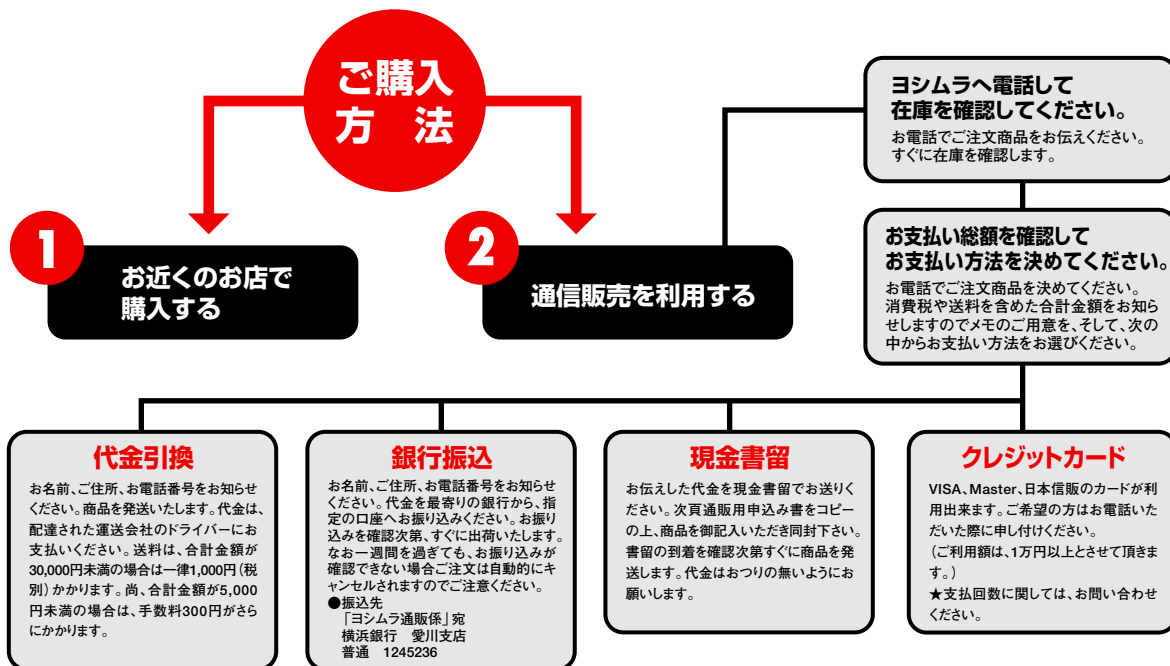 ご購入
方　法
1
お近くのお店で
購入する
2
通信販売を利用する
ヨシムラへ電話して
在庫を確認してください。
お電話でご注文商品をお伝えください。
すぐに在庫を確認します。
お支払い総額を確認して
お支払い方法を決めてください。
お電話でご注文商品を決めてください。
消費税や送料を含めた合計金額をお知ら
せしますのでメモのご用意を、そして、次の
中からお支払い方法をお選びください。
代金引換
お名前、ご住所、お電話番号をお知らせ
ください。商品を発送いたします。代金は、
配達された運送会社のドライバーにお
支払いください。送料は、合計金額が
30,000円未満の場合は一律1,000円（税
別）かかります。尚、合計金額が5,000
円未満の場合は、手数料300円がさら
にかかります。
銀行振込
お名前、ご住所、お電話番号をお知らせ
ください。代金を最寄りの銀行から、指
定の口座へお振り込みください。お振り
込みを確認次第、すぐに出荷いたします。
なお一週間を過ぎても、お振り込みが
確認できない場合ご注文は自動的にキ
ャンセルされますのでご注意ください。
●振込先
「ヨシムラ通販係」宛
横浜銀行　愛川支店
普通　1245236
現金書留
お伝えした代金を現金書留でお送りく
ださい。次頁通販用申込み書をコピー
の上、商品を御記入いただき同封下さい。
書留の到着を確認次第すぐに商品を発
送します。代金はおつりの無いようにお
願いします。
クレジットカード
VISA、Master、日本信販のカードが利
用出来ます。ご希望の方はお電話いた
だいた際に申し付けください。
（ご利用額は、1万円以上とさせて頂きま
す。）
★支払回数に関しては、お問い合わせ
ください。